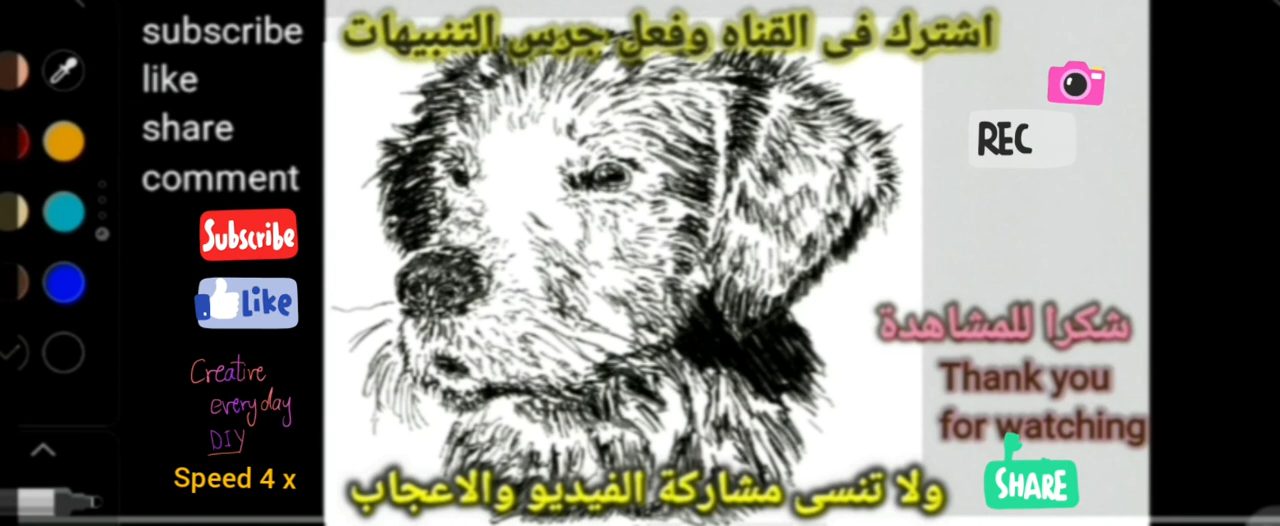 اشترك فى القناه وفعل جرس التنبيهات
subscribe
like
share
comment
REC
Subscribe
Like
شكرا للمشاهدة
Thank you
for watching
Creative
everyday
DIY
Speed 4 x
SHARE
ولا تنسى مشاركة الفيديو والاعجاب